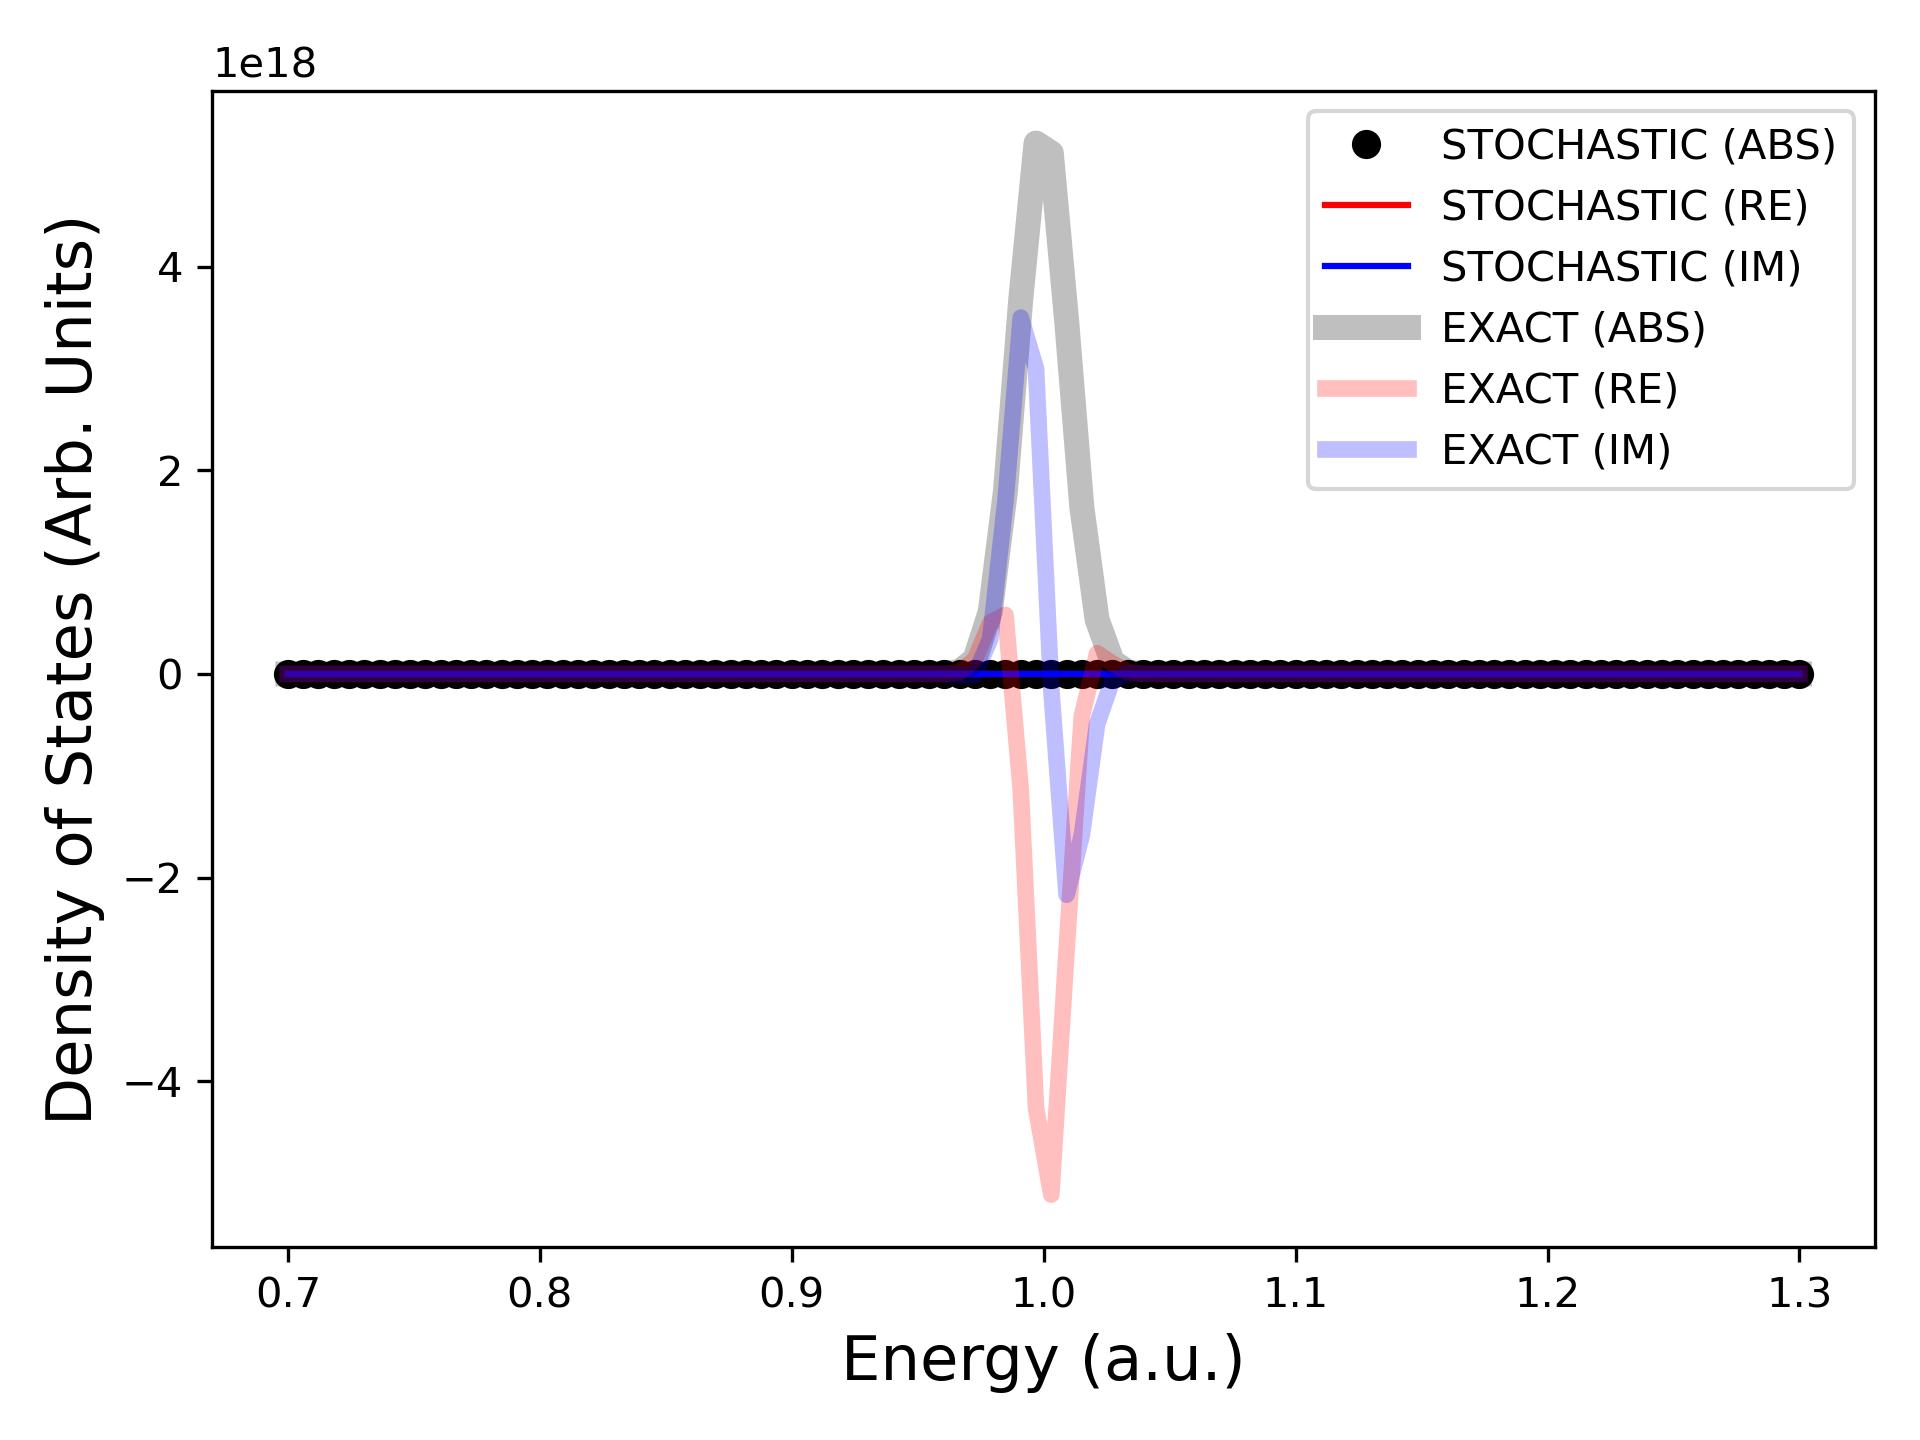 1e18
STOCHASTIC (ABS)
STOCHASTIC (RE)
STOCHASTIC (IM)
EXACT (ABS)
EXACT (RE)
EXACT (IM)
Density of States (Arb. Units)
4
2
0
−2
−4
0.7 0.8 0.9 1.0 1.1 1.2 1.3
Energy (a.u.)